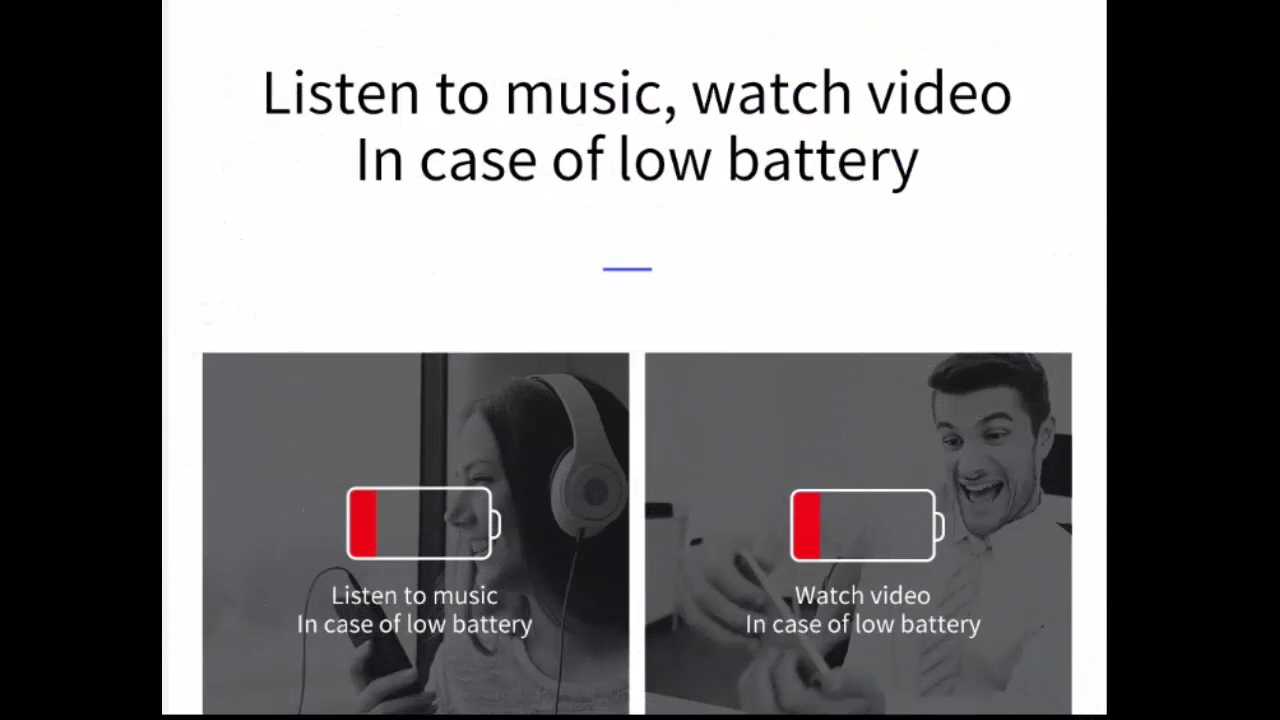 Listen to music, watch video
In case of low battery
Listen to music
In case of low battery
Watch video
In case of low battery